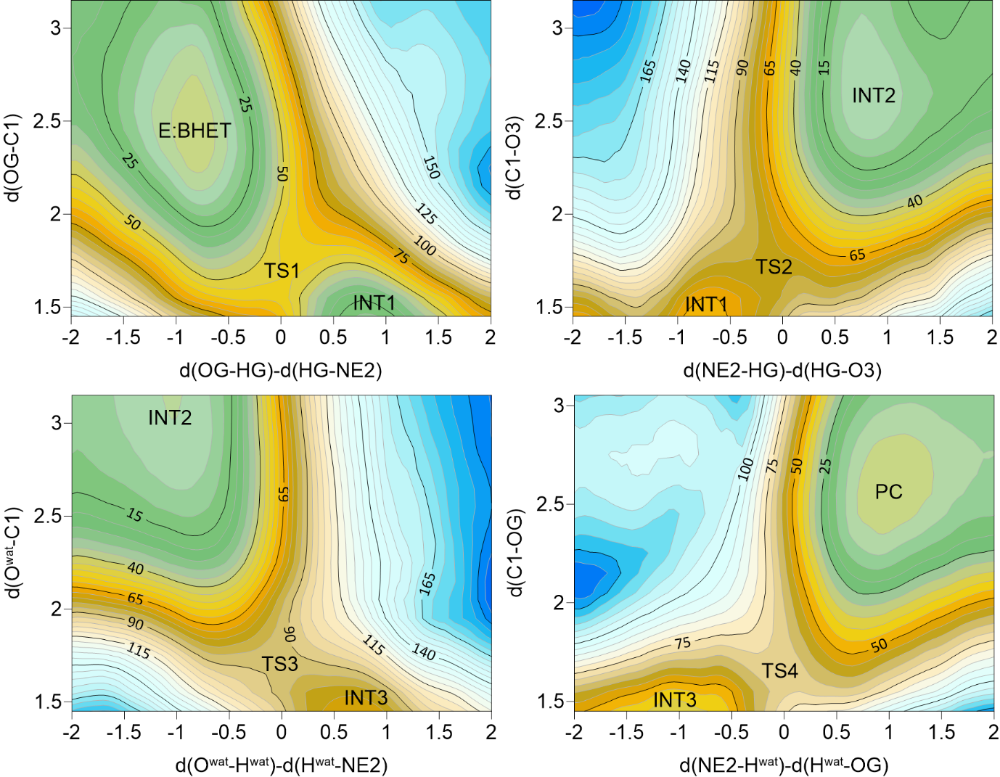 3
2.5
2
1.5
d(OG-C1)
E:BHET
TS1
INT1
25
25
50
50
75
100
125
150
-2 -1.5 -1 -0.5 0 0.5 1 1.5 2
d(OG-HG)-d(HG-NE2)
3
2.5
2
1.5
d(C1-O3)
165
140
115
90
65
40
15
INT2
40
65
TS2
INT1
-2 -1.5 -1 -0.5 0 0.5 1 1.5 2
d(NE2-HG)-d(HG-O3)
3
2.5
2
1.5
d(Oʷᵃᵗ-C1)
INT2
15
40
65
90
115
65
90
115
140
165
TS3
INT3
-2 -1.5 -1 -0.5 0 0.5 1 1.5 2
d(Oʷᵃᵗ-Hʷᵃᵗ)-d(Hʷᵃᵗ-NE2)
3
2.5
2
1.5
d(C1-OG)
100
75
50
25
PC
75
50
TS4
INT3
-2 -1.5 -1 -0.5 0 0.5 1 1.5 2
d(NE2-Hʷᵃᵗ)-d(Hʷᵃᵗ-OG)